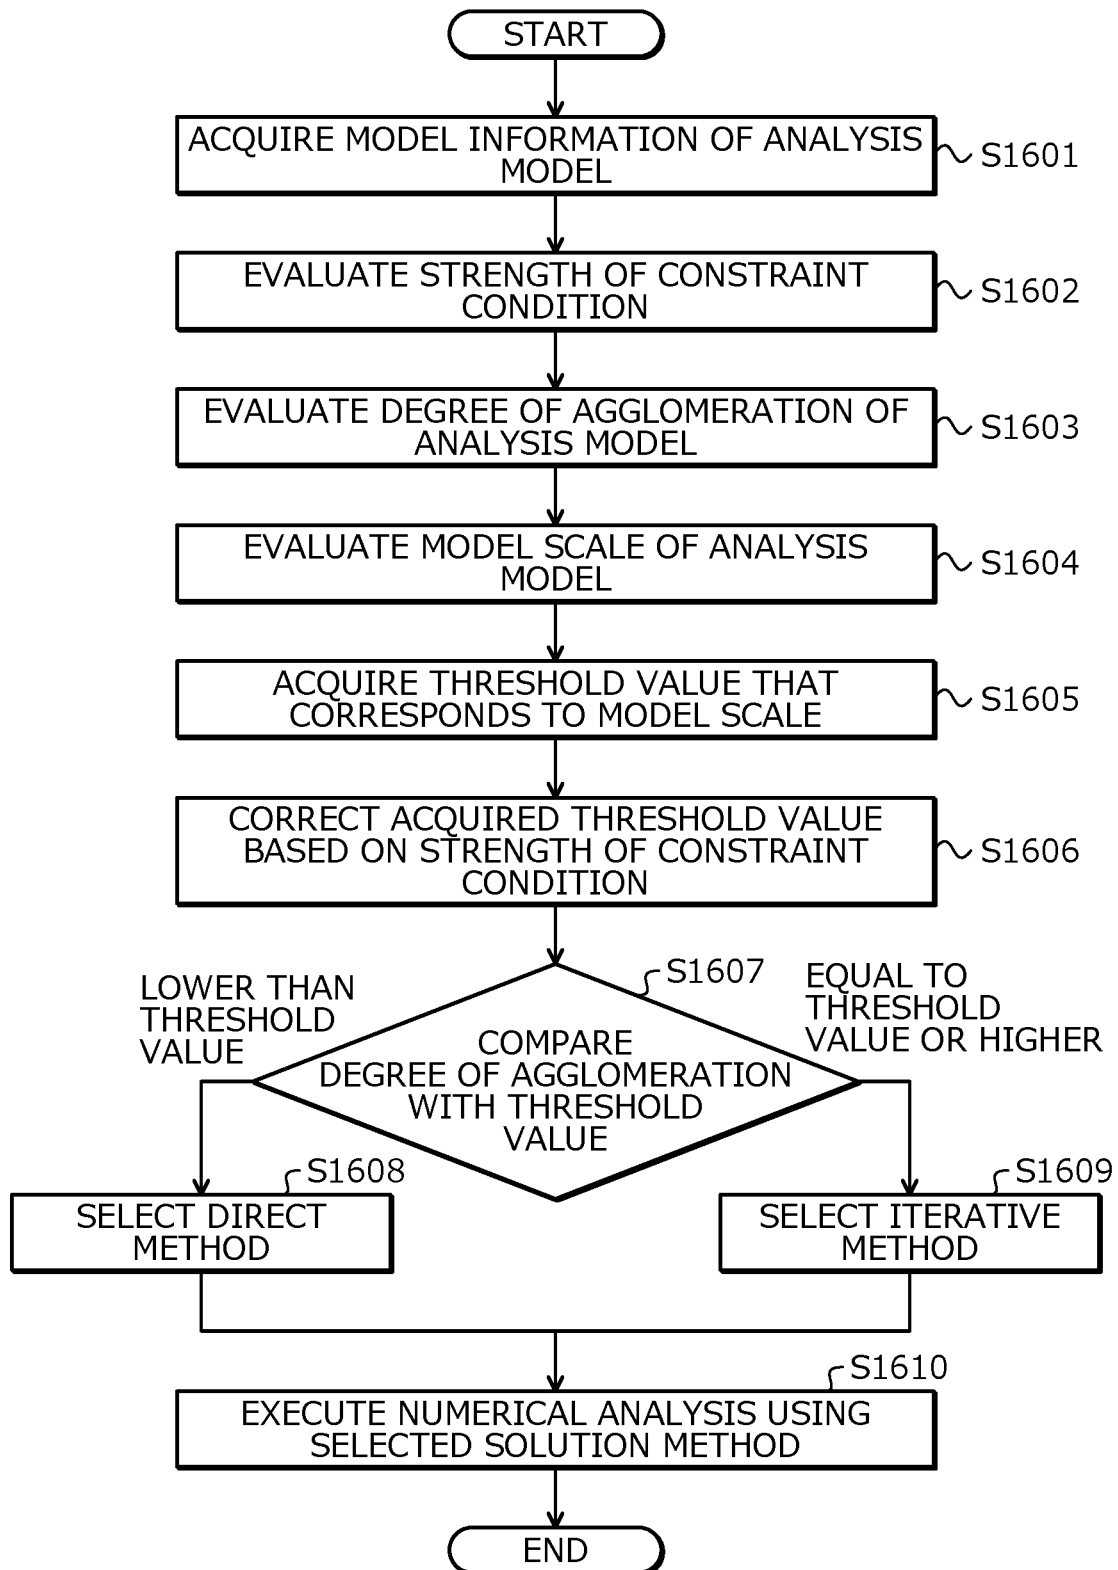 START
ACQUIRE MODEL INFORMATION OF ANALYSIS
MODEL
S1601
EVALUATE STRENGTH OF CONSTRAINT
CONDITION
S1602
EVALUATE DEGREE OF AGGLOMERATION OF
ANALYSIS MODEL
S1603
EVALUATE MODEL SCALE OF ANALYSIS
MODEL
S1604
ACQUIRE THRESHOLD VALUE THAT
CORRESPONDS TO MODEL SCALE
S1605
CORRECT ACQUIRED THRESHOLD VALUE
BASED ON STRENGTH OF CONSTRAINT
CONDITION
S1606
S1607
LOWER THAN
THRESHOLD
VALUE
EQUAL TO
THRESHOLD
VALUE OR HIGHER
COMPARE
DEGREE OF AGGLOMERATION
WITH THRESHOLD
VALUE
S1608
SELECT DIRECT
METHOD
S1609
SELECT ITERATIVE
METHOD
S1610
EXECUTE NUMERICAL ANALYSIS USING
SELECTED SOLUTION METHOD
END